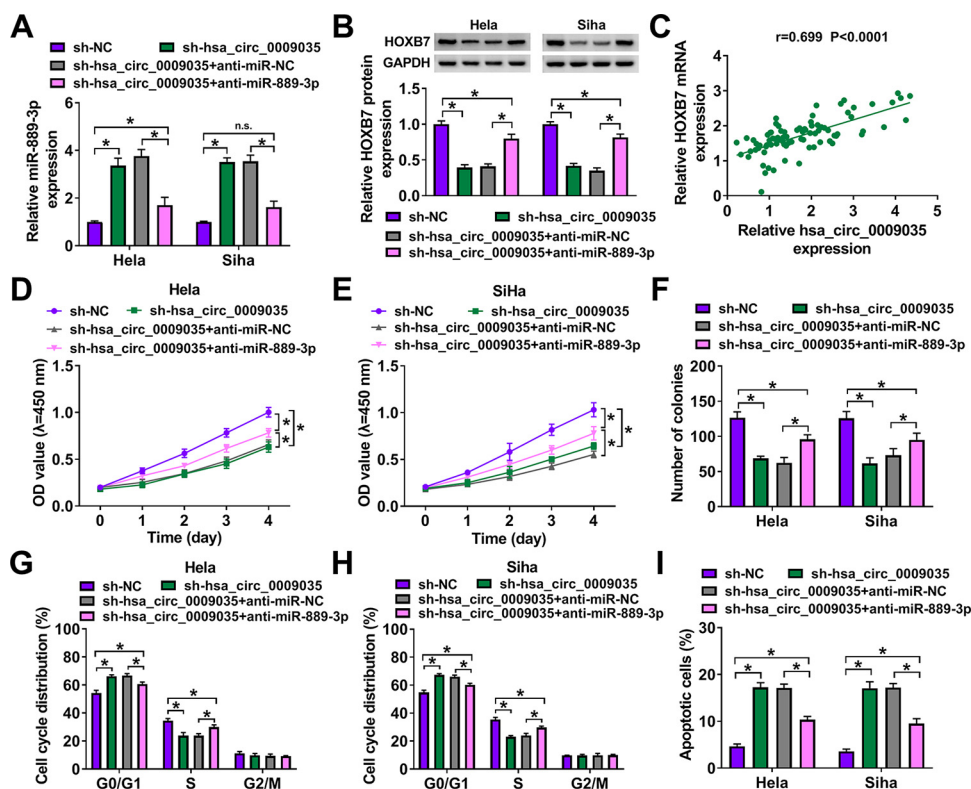 A
sh-NC
sh-hsa_circ_0009035
sh-hsa_circ_0009035+anti-miR-NC
sh-hsa_circ_0009035+anti-miR-889-3p
Relative miR-889-3p
expression
6
4
2
0
*
*
*
n.s.
*
*
Hela
Siha
B
Hela
Siha
HOXB7
GAPDH
Relative HOXB7 protein
expression
1.5
1.0
0.5
0.0
*
*
*
*
*
*
Hela
Siha
sh-NC
sh-hsa_circ_0009035
sh-hsa_circ_0009035+anti-miR-NC
sh-hsa_circ_0009035+anti-miR-889-3p
C
r=0.699 P<0.0001
Relative HOXB7 mRNA
expression
4
3
2
1
0
0 1 2 3 4 5
Relative hsa_circ_0009035
expression
D
Hela
sh-NC
sh-hsa_circ_0009035
sh-hsa_circ_0009035+anti-miR-NC
sh-hsa_circ_0009035+anti-miR-889-3p
OD value (λ=450 nm)
1.5
1.0
0.5
0.0
*
*
*
0 1 2 3 4
Time (day)
E
SiHa
sh-NC
sh-hsa_circ_0009035
sh-hsa_circ_0009035+anti-miR-NC
sh-hsa_circ_0009035+anti-miR-889-3p
OD value (λ=450 nm)
1.5
1.0
0.5
0.0
*
*
*
0 1 2 3 4
Time (day)
F
sh-NC
sh-hsa_circ_0009035
sh-hsa_circ_0009035+anti-miR-NC
sh-hsa_circ_0009035+anti-miR-889-3p
Number of colonies
200
150
100
50
0
*
*
*
*
*
*
Hela
Siha
G
Hela
sh-NC
sh-hsa_circ_0009035
sh-hsa_circ_0009035+anti-miR-NC
sh-hsa_circ_0009035+anti-miR-889-3p
Cell cycle distribution (%)
100
80
60
40
20
0
*
*
*
*
*
*
G0/G1
S
G2/M
H
Siha
sh-NC
sh-hsa_circ_0009035
sh-hsa_circ_0009035+anti-miR-NC
sh-hsa_circ_0009035+anti-miR-889-3p
Cell cycle distribution (%)
100
80
60
40
20
0
*
*
*
*
*
*
G0/G1
S
G2/M
I
sh-NC
sh-hsa_circ_0009035
sh-hsa_circ_0009035+anti-miR-NC
sh-hsa_circ_0009035+anti-miR-889-3p
Apoptotic cells (%)
30
20
10
0
*
*
*
*
*
*
Hela
Siha